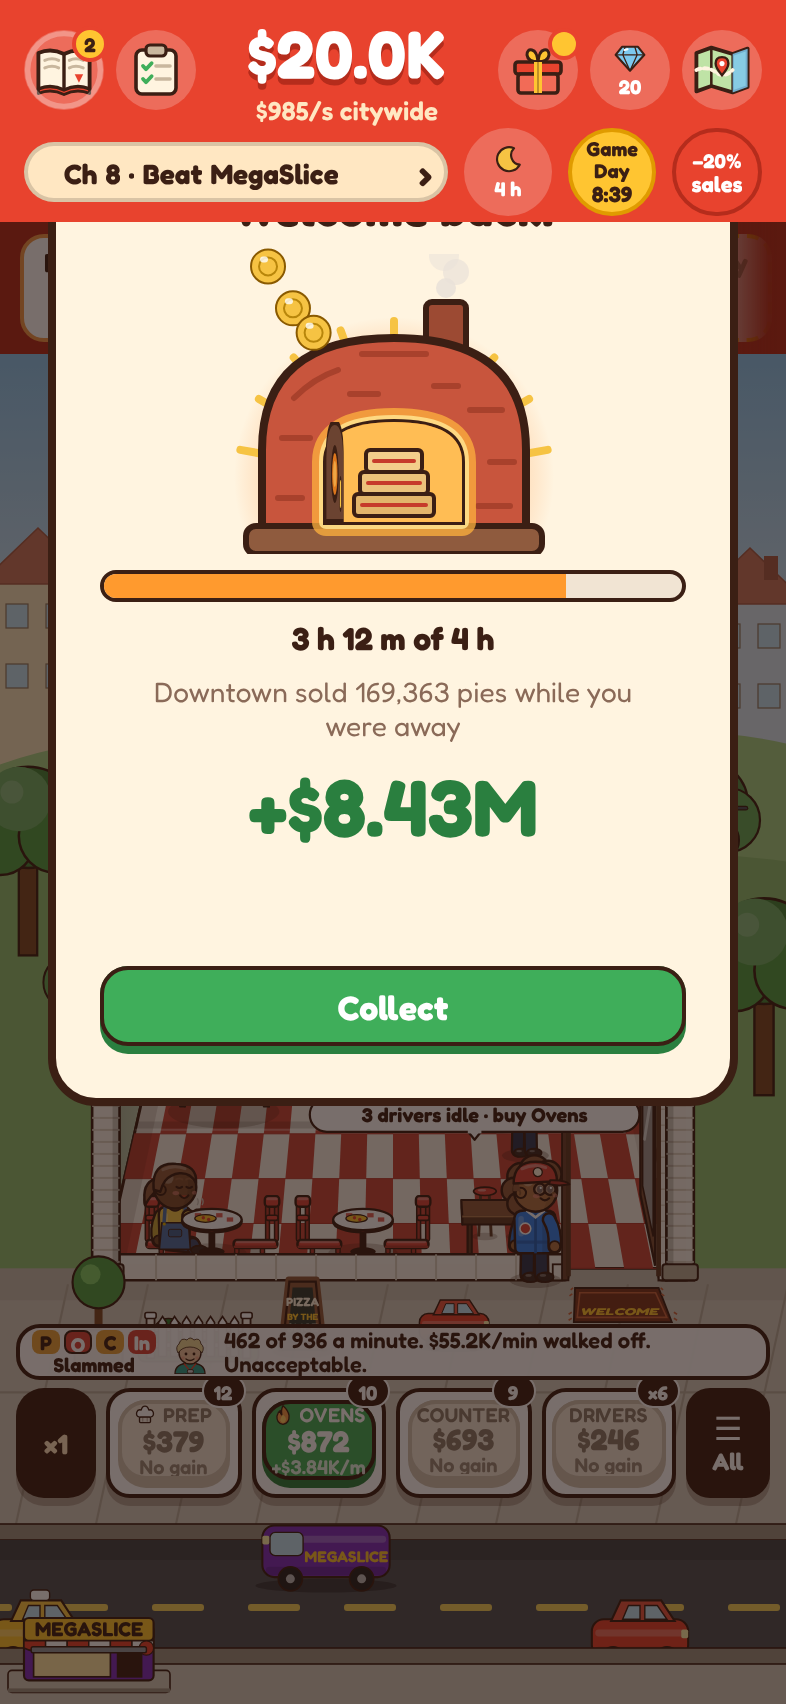 2
$20.0K
$985/s citywide
20
Ch 8 · Beat MegaSlice
4 h
Game
Day
8:39
-20%
sales
Welcome back!
3 h 12 m of 4 h
Downtown sold 169,363 pies while you
were away
+$8.43M
Collect
3 drivers idle · buy Ovens
PIZZA
BY THE
WELCOME
P O C In
Slammed
462 of 936 a minute. $55.2K/min walked off.
Unacceptable.
x1
12
PREP
$379
No gain
10
OVENS
$872
+$3.84K/m
9
COUNTER
$693
No gain
x6
DRIVERS
$246
No gain
All
MEGASLICE
MEGASLICE